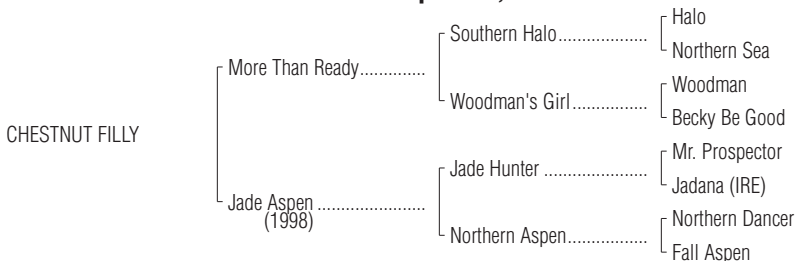 Halo
Southern Halo....................
Northern Sea
More Than Ready..............
Woodman
Woodman's Girl.................
Becky Be Good
CHESTNUT FILLY
Mr. Prospector
Jade Hunter .......................
Jadana (IRE)
Jade Aspen ........................
(1998)
Northern Dancer
Northern Aspen..................
Fall Aspen